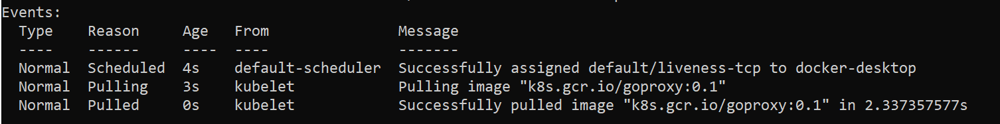 Events:
  Type    Reason     Age   From               Message
  ----    ------     ----  ----               -------
  Normal  Scheduled  4s    default-scheduler  Successfully assigned default/liveness-tcp to docker-desktop
  Normal  Pulling    3s    kubelet            Pulling image "k8s.gcr.io/goproxy:0.1"
  Normal  Pulled     0s    kubelet            Successfully pulled image "k8s.gcr.io/goproxy:0.1" in 2.337357577s